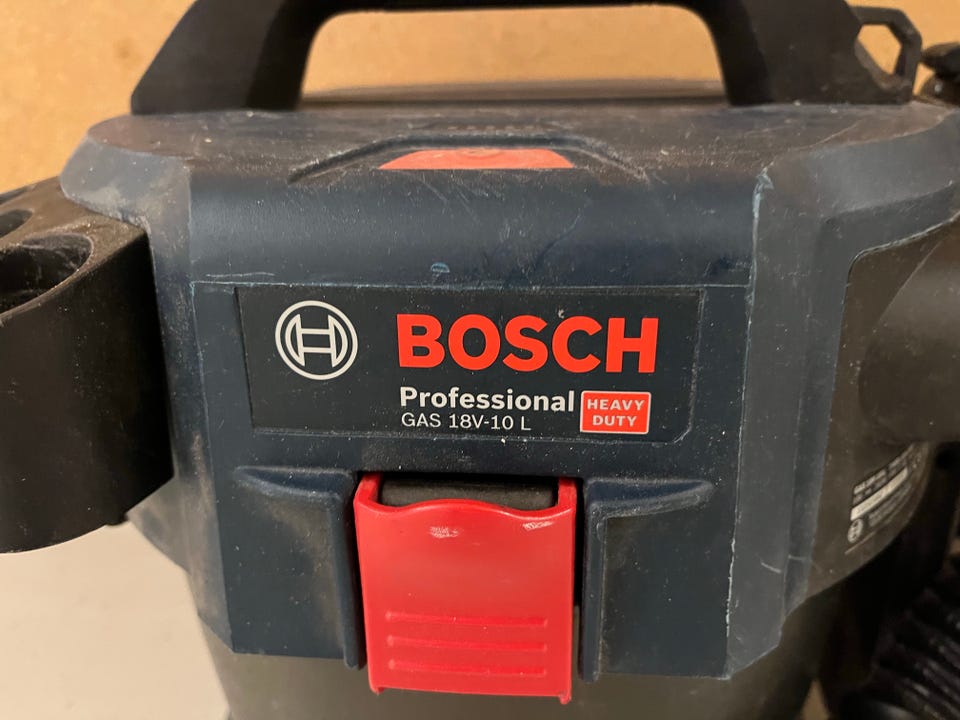 BOSCH
Professional
GAS 18V-10 L
HEAVY
DUTY